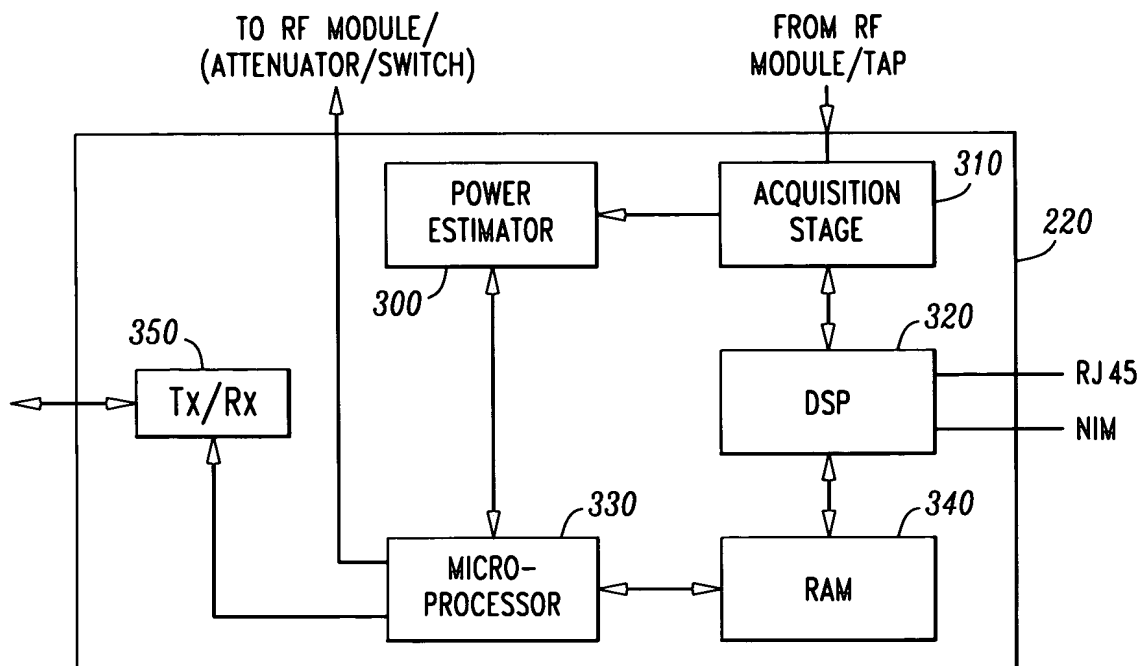 TO RF MODULE/
(ATTENUATOR/SWITCH)
FROM RF
MODULE/TAP
310
POWER
ESTIMATOR
ACQUISITION
STAGE
220
300
320
350
Tx/Rx
DSP
RJ45
NIM
330
340
MICRO-
PROCESSOR
RAM